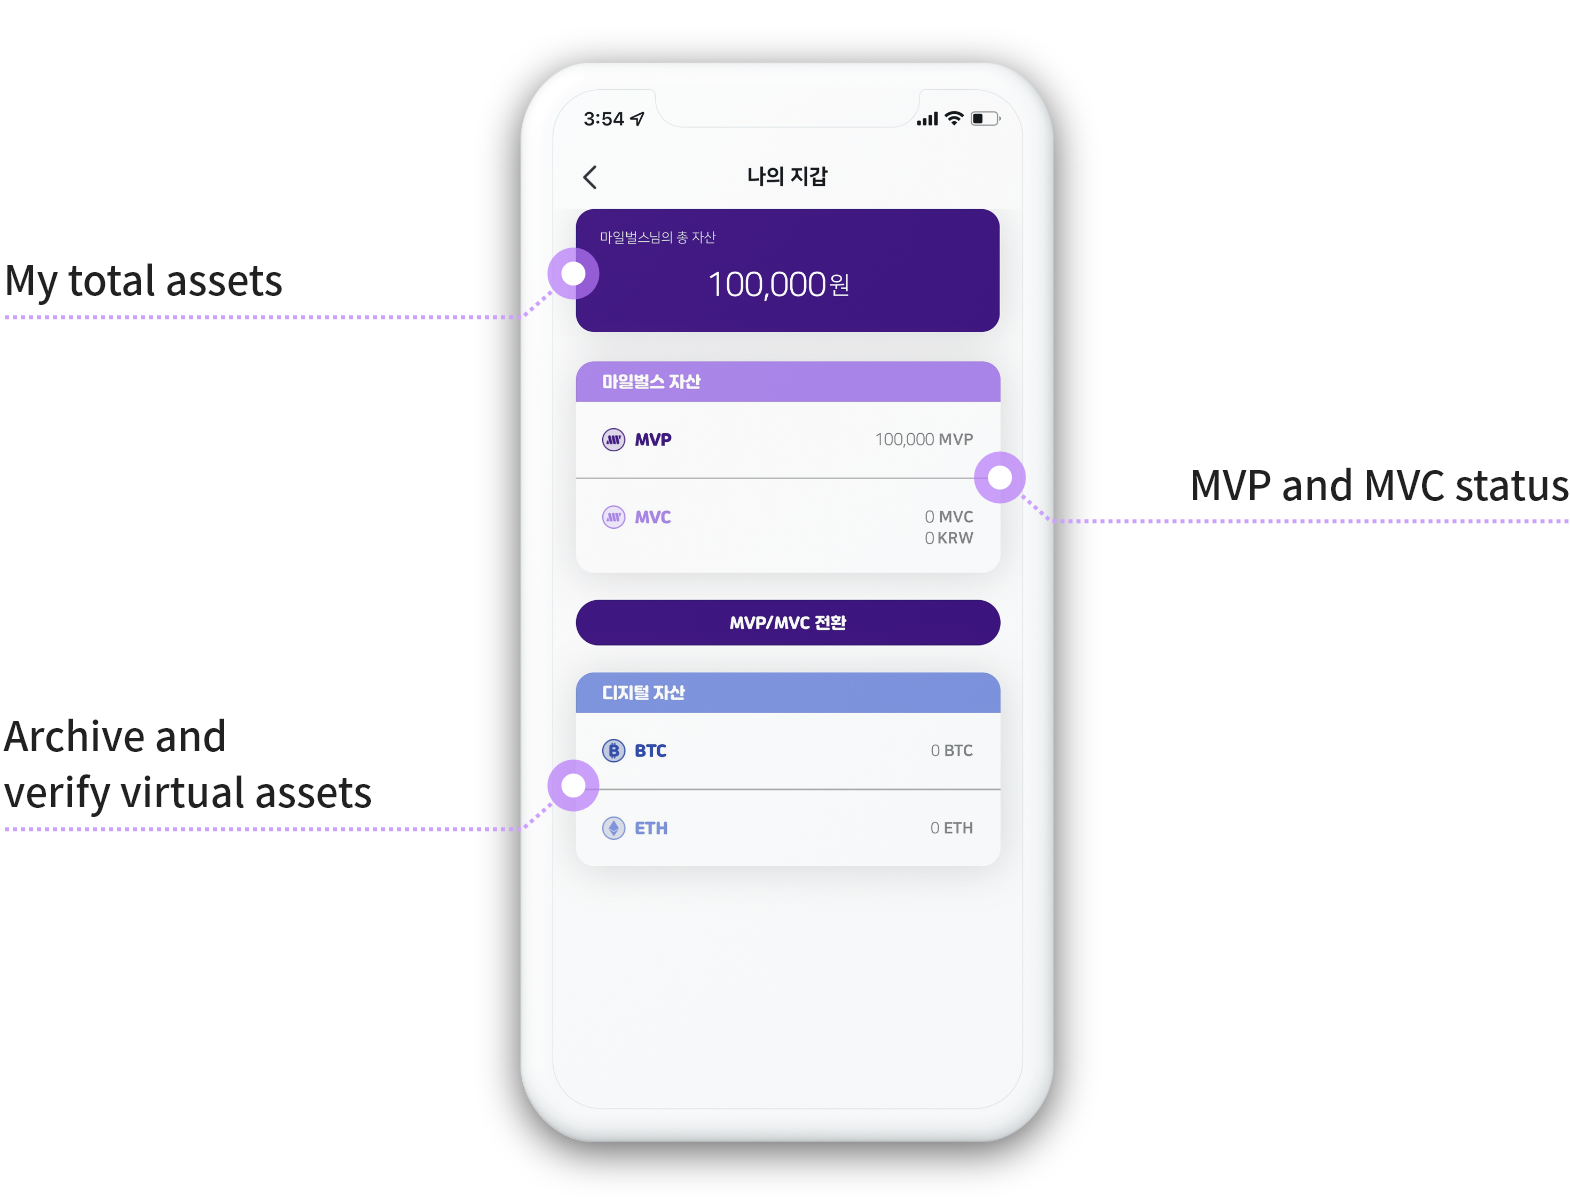 3:54
나의 지갑
마일벌스님의 총 자산
100,000원
My total assets
마일벌스 자산
MVP 100,000 MVP
MVP and MVC status
MVC 0 MVC
0 KRW
MVP/MVC 전환
디지털 자산
Archive and
verify virtual assets
BTC 0 BTC
ETH 0 ETH